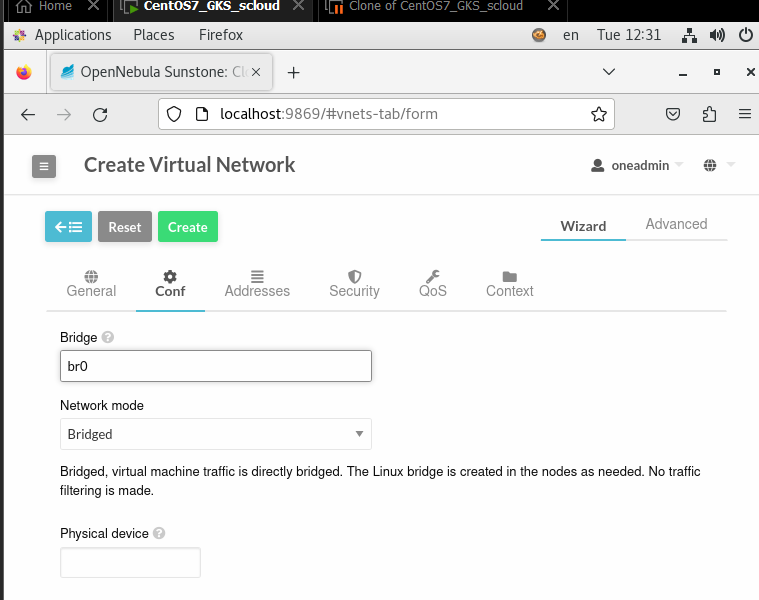 Home
CentOS7_GKS_scloud
Clone of CentOS7_GKS_scloud
Applications Places Firefox en Tue 12:31
OpenNebula Sunstone: Cl
localhost:9869/#vnets-tab/form
Create Virtual Network oneadmin
Reset Create Wizard Advanced
General Conf Addresses Security QoS Context
Bridge
br0
Network mode
Bridged
Bridged, virtual machine traffic is directly bridged. The Linux bridge is created in the nodes as needed. No traffic
filtering is made.
Physical device